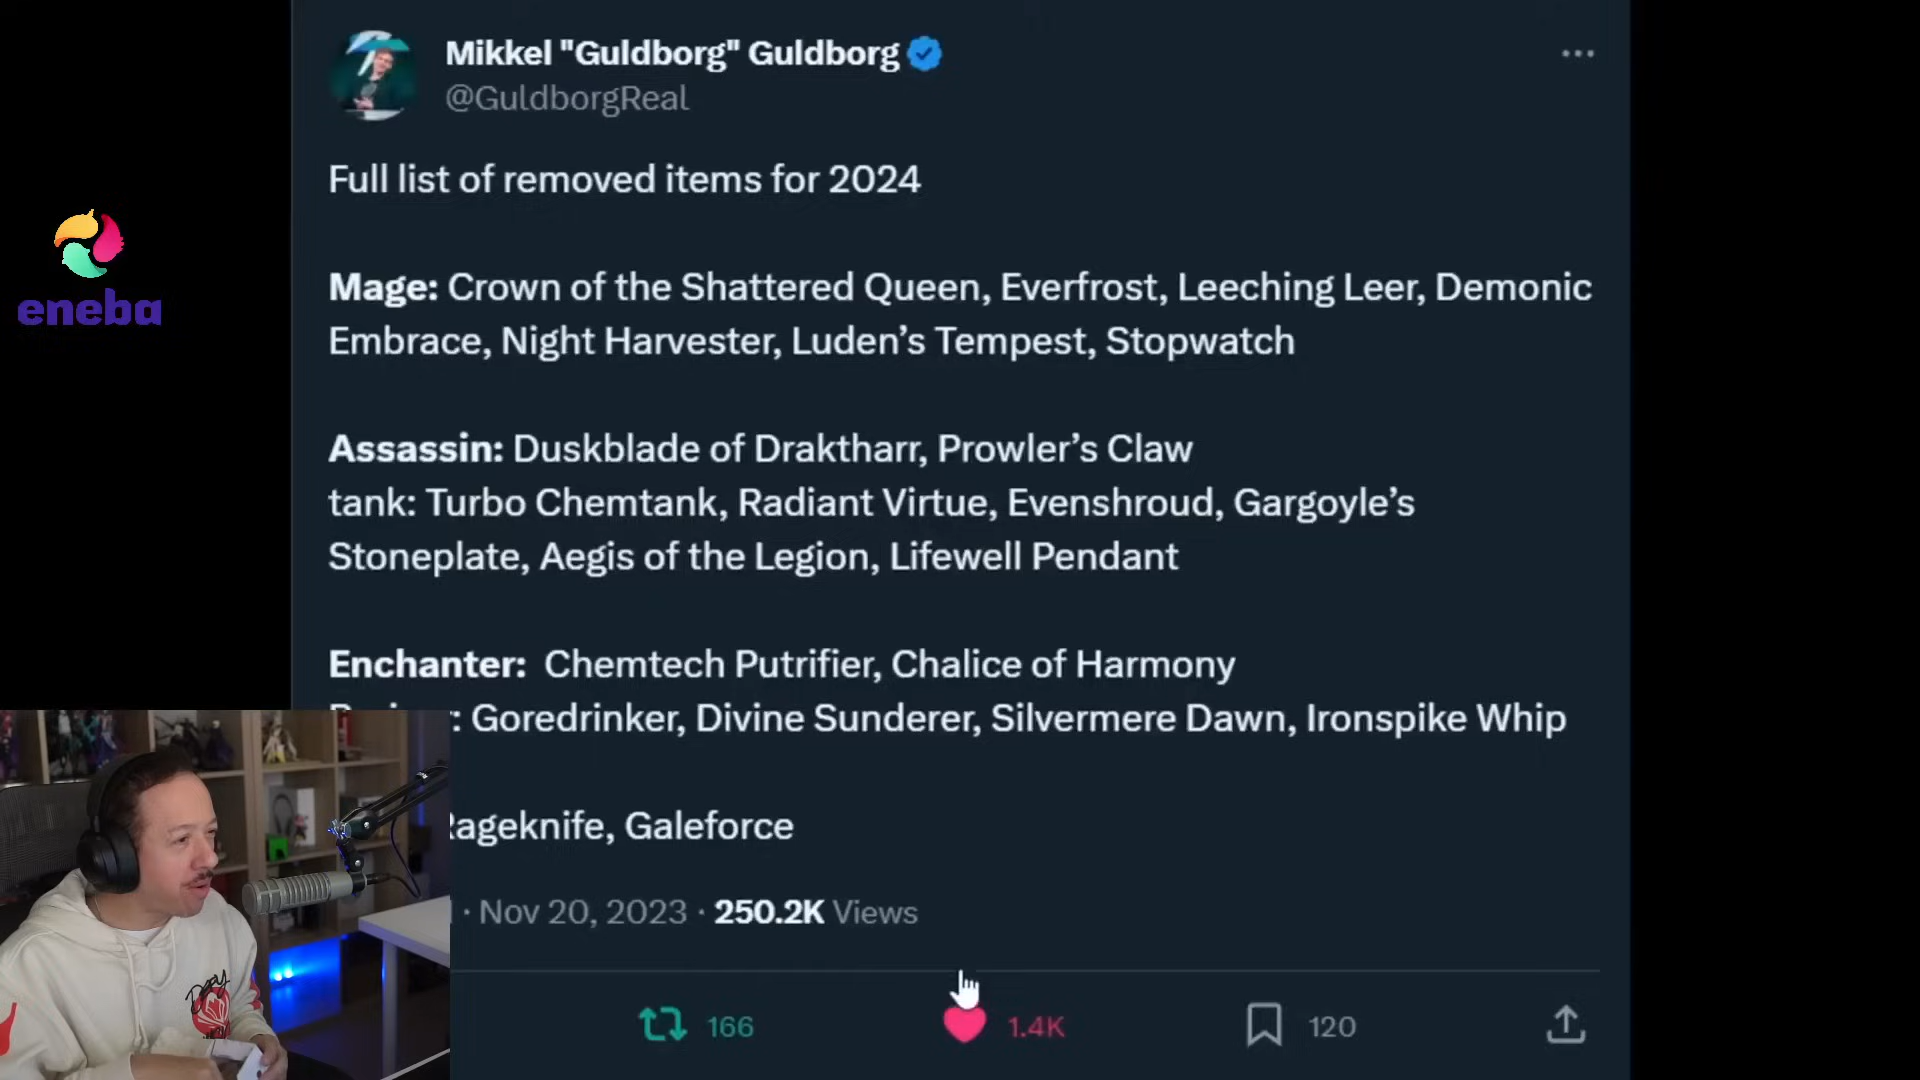 Mikkel "Guldborg" Guldborg
@GuldborgReal
Full list of removed items for 2024
eneba
Mage: Crown of the Shattered Queen, Everfrost, Leeching Leer, Demonic
Embrace, Night Harvester, Luden’s Tempest, Stopwatch
Assassin: Duskblade of Draktharr, Prowler’s Claw
tank: Turbo Chemtank, Radiant Virtue, Evenshroud, Gargoyle’s
Stoneplate, Aegis of the Legion, Lifewell Pendant
Enchanter: Chemtech Putrifier, Chalice of Harmony
: Goredrinker, Divine Sunderer, Silvermere Dawn, Ironspike Whip
Rageknife, Galeforce
· Nov 20, 2023 · 250.2K Views
166
1.4K
120